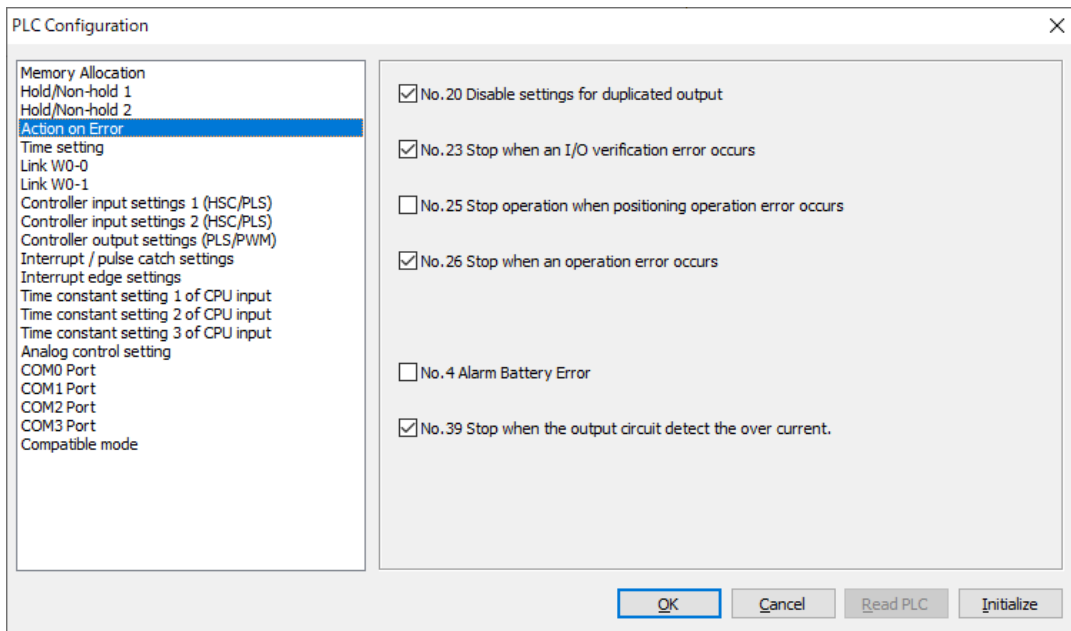 PLC Configuration
Memory Allocation
Hold/Non-hold 1
Hold/Non-hold 2
Action on Error
Time setting
Link W0-0
Link W0-1
Controller input settings 1 (HSC/PLS)
Controller input settings 2 (HSC/PLS)
Controller output settings (PLS/PWM)
Interrupt / pulse catch settings
Interrupt edge settings
Time constant setting 1 of CPU input
Time constant setting 2 of CPU input
Time constant setting 3 of CPU input
Analog control setting
COM0 Port
COM1 Port
COM2 Port
COM3 Port
Compatible mode
No.20 Disable settings for duplicated output
No.23 Stop when an I/O verification error occurs
No.25 Stop operation when positioning operation error occurs
No.26 Stop when an operation error occurs
No.4 Alarm Battery Error
No.39 Stop when the output circuit detect the over current.
OK Cancel Read PLC Initialize